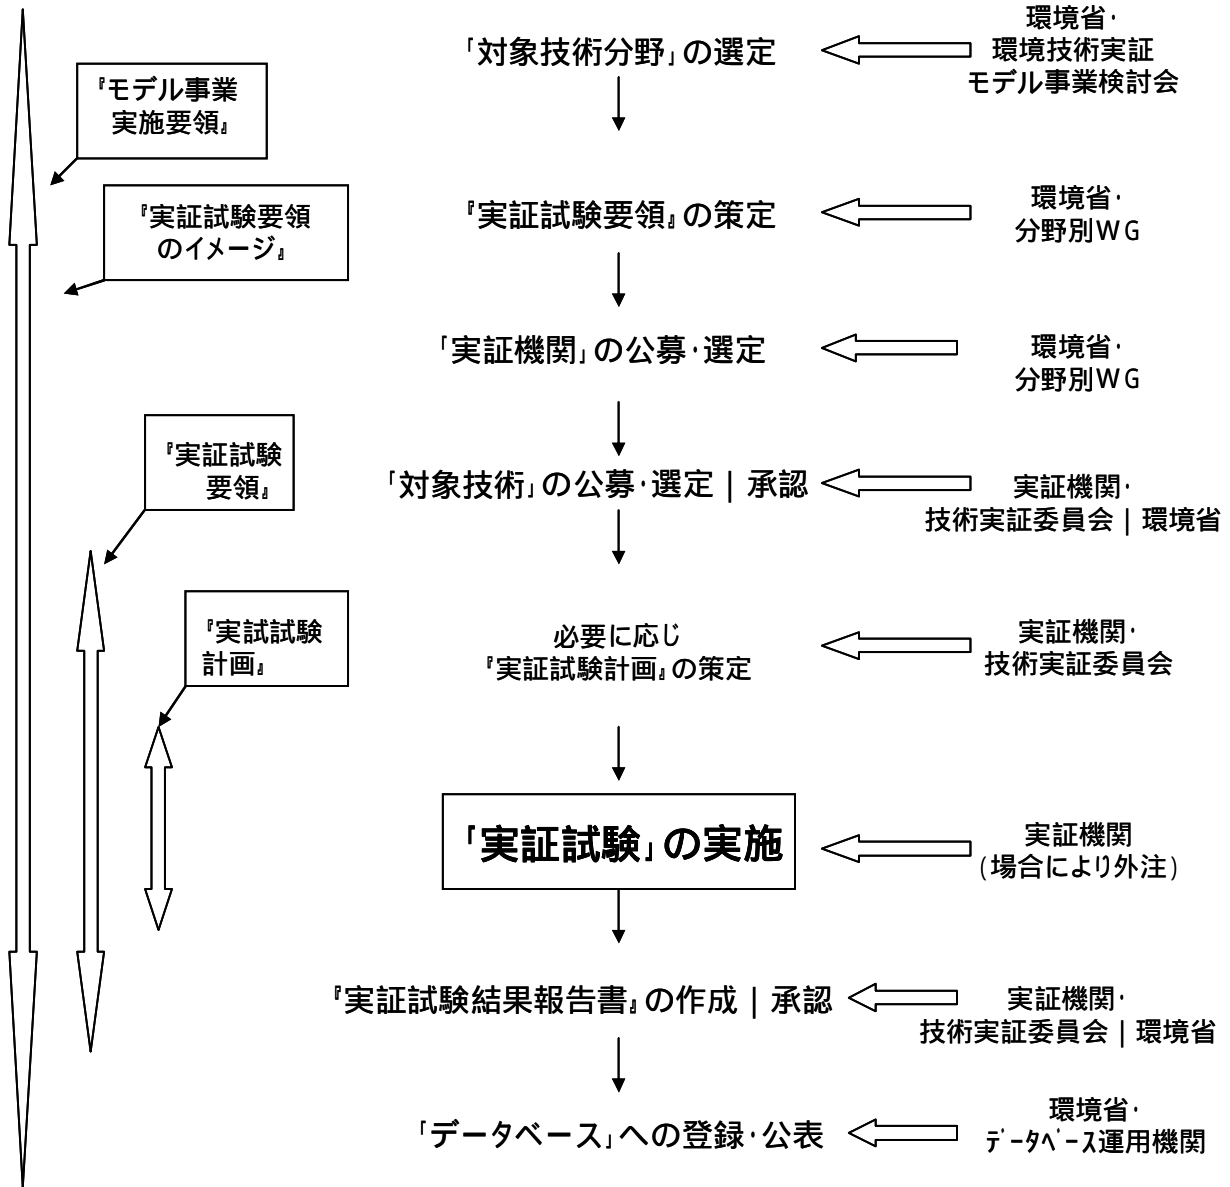 「対象技術分野」の選定
環境省・
環境技術実証
モデル事業検討会
『モデル事業
実施要領』
『実証試験要領
のイメージ』
『実証試験要領』の策定
環境省・
分野別WG
「実証機関」の公募・選定
環境省・
分野別WG
『実証試験
要領』
「対象技術」の公募・選定 | 承認
実証機関・
技術実証委員会 | 環境省
『実試試験
計画』
必要に応じ
『実証試験計画』の策定
実証機関・
技術実証委員会
「実証試験」の実施
実証機関
(場合により外注)
『実証試験結果報告書』の作成 | 承認
実証機関・
技術実証委員会 | 環境省
「データベース」への登録・公表
環境省・
ﾃﾞｰﾀﾍﾞｰｽ運用機関